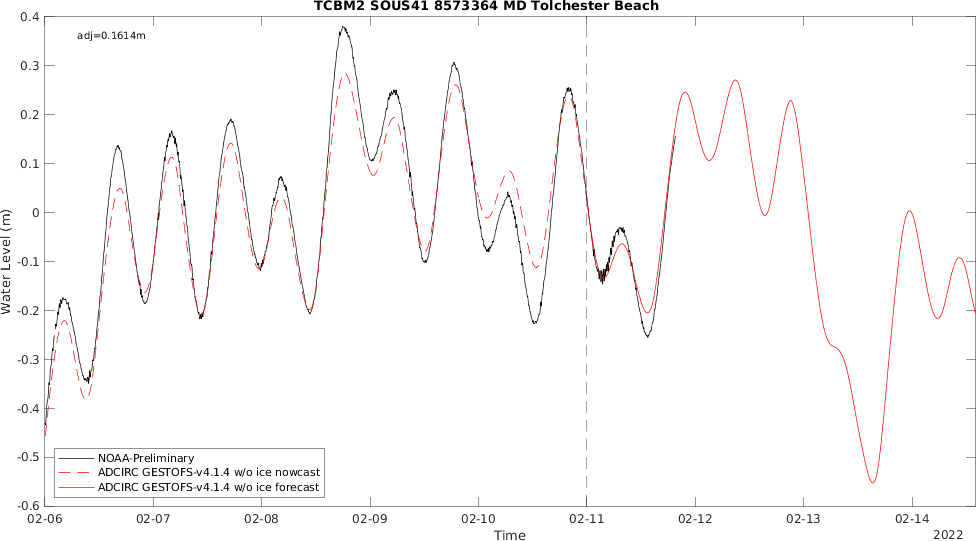 TCBM2 SOUS41 8573364 MD Tolchester Beach
adj=0.1614m
0.4
0.3
0.2
0.1
0
-0.1
-0.2
-0.3
-0.4
-0.5
-0.6
Water Level (m)
NOAA-Preliminary
ADCIRC GESTOFS-v4.1.4 w/o ice nowcast
ADCIRC GESTOFS-v4.1.4 w/o ice forecast
02-06 02-07 02-08 02-09 02-10 02-11 02-12 02-13 02-14
Time
2022